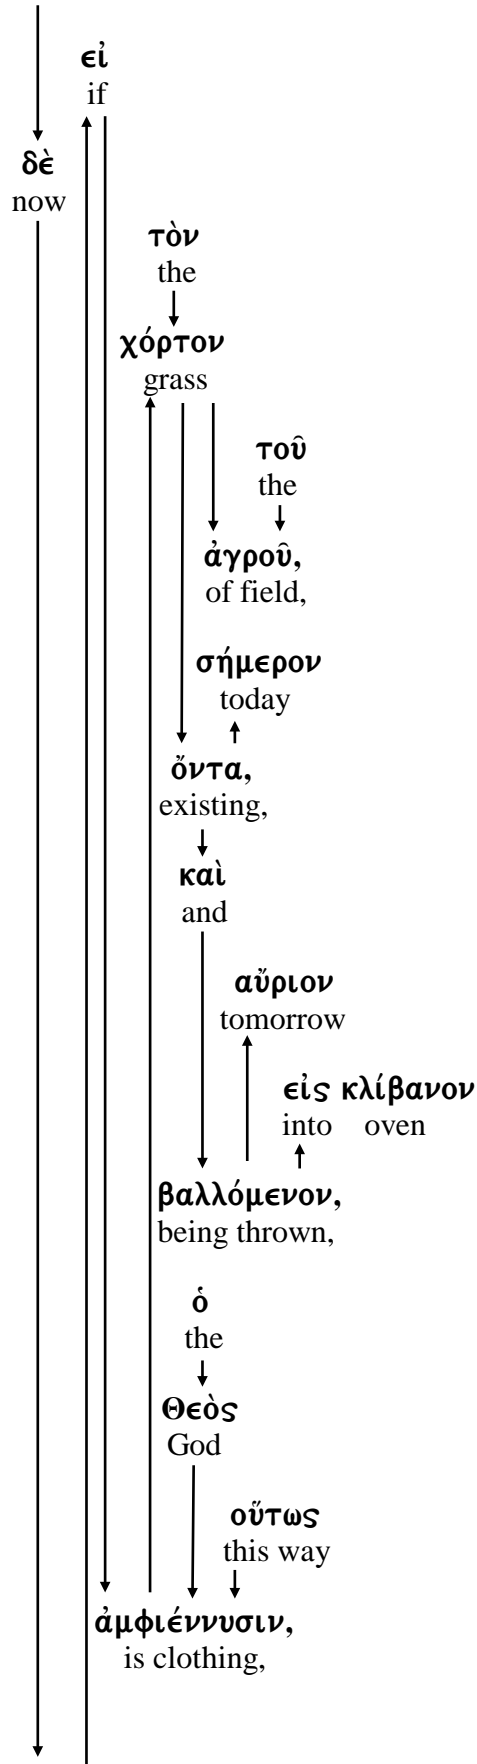 εἰ
if
δὲ
now
τὸν
the
χόρτον
grass
τοῦ
the
ἀγροῦ,
of field,
σήμερον
today
ὄντα,
existing,
καὶ
and
αὔριον
tomorrow
εἰς κλίβανον
into oven
βαλλόμενον,
being thrown,
ὁ
the
Θεὸς
God
οὕτως
this way
ἀμφιέννυσιν,
is clothing,